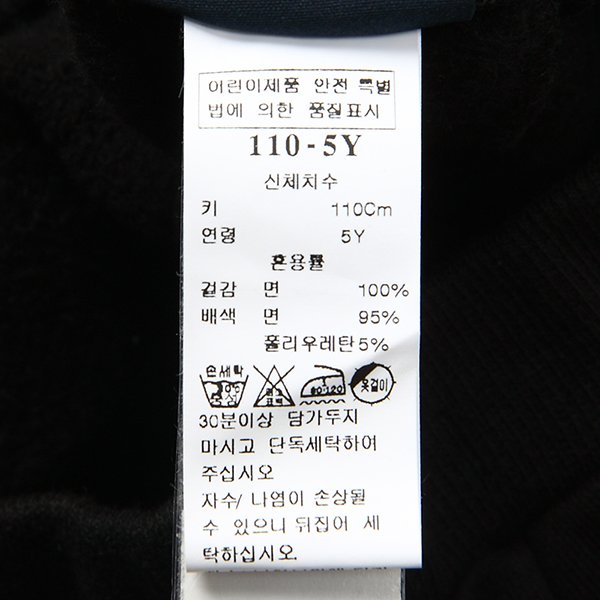 어린이제품 안전 특별
법에 의한 품질표시
110-5Y
신체치수
키 110Cm
연령 5Y
혼용률
겉감 면 100%
배색 면 95%
폴리우레탄 5%
손세탁
옷걸이
30분이상 담가두지
마시고 단독세탁하여
주십시오
자수/ 나염이 손상될
수 있으니 뒤집어 세
탁하십시오.